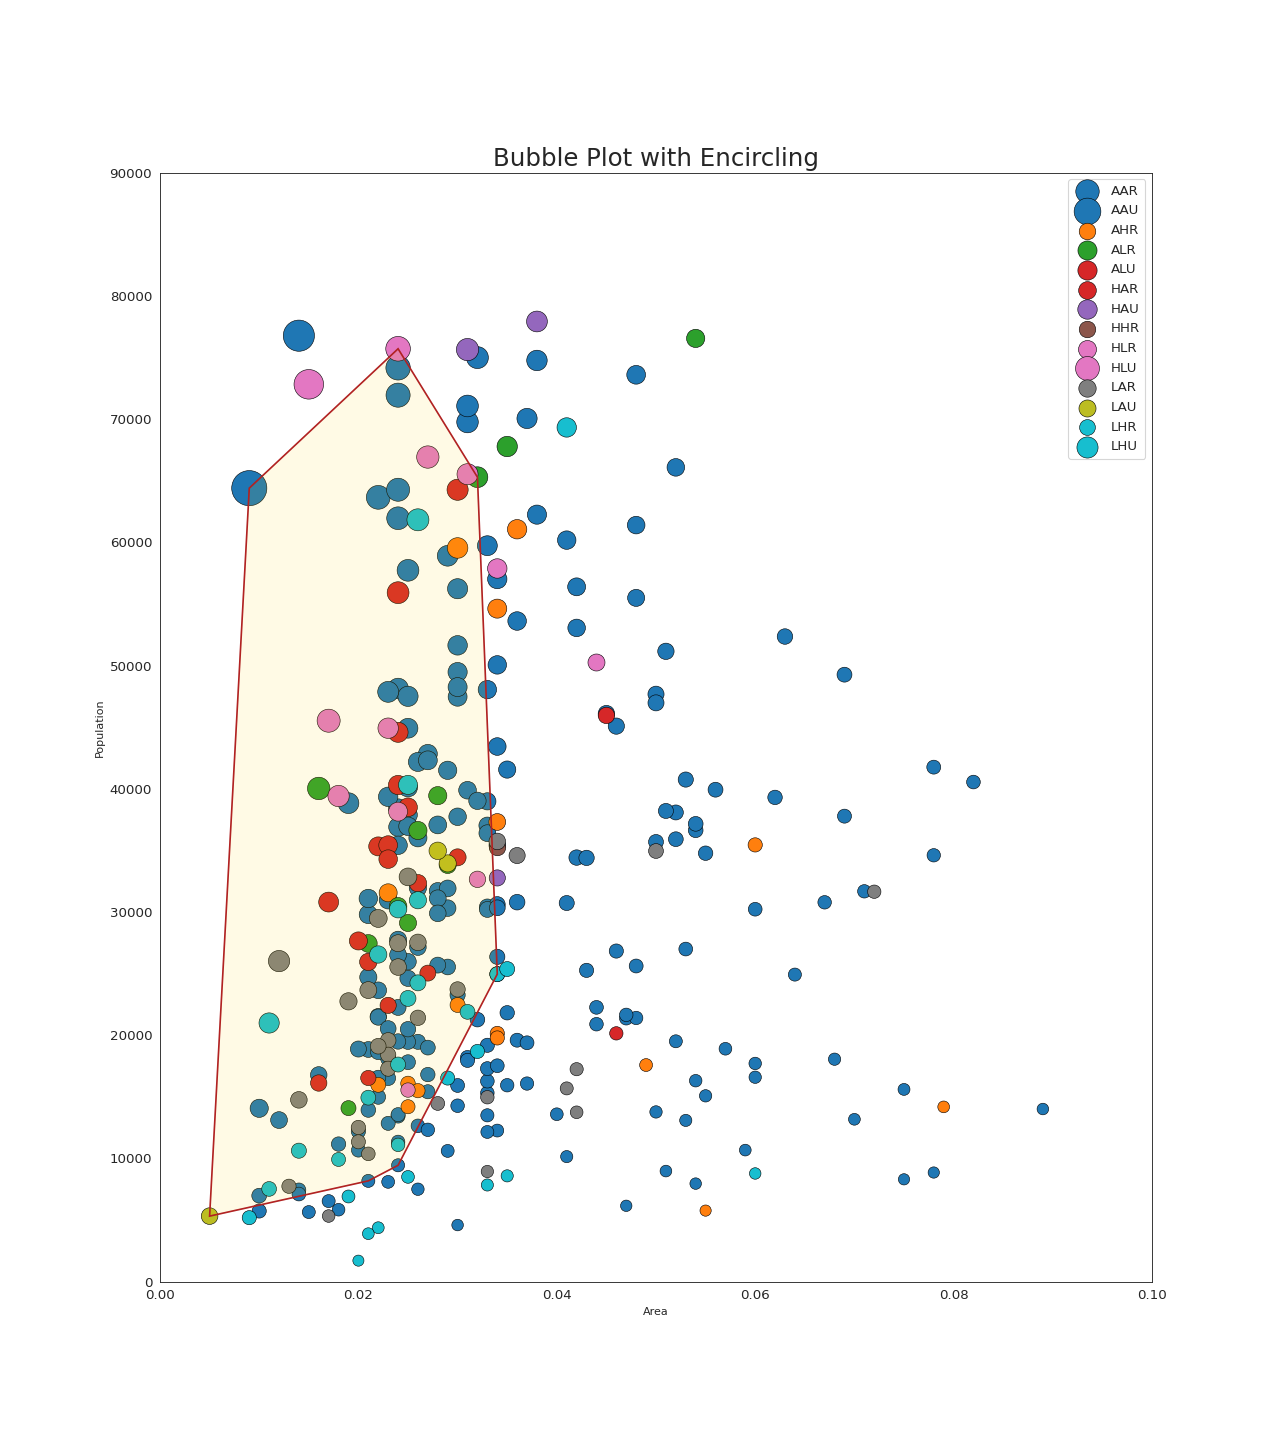 Bubble Plot with Encircling
90000
80000
70000
60000
50000
40000
30000
20000
10000
0
Population
0.00
0.02
0.04
0.06
0.08
0.10
Area
AAR
AAU
AHR
ALR
ALU
HAR
HAU
HHR
HLR
HLU
LAR
LAU
LHR
LHU